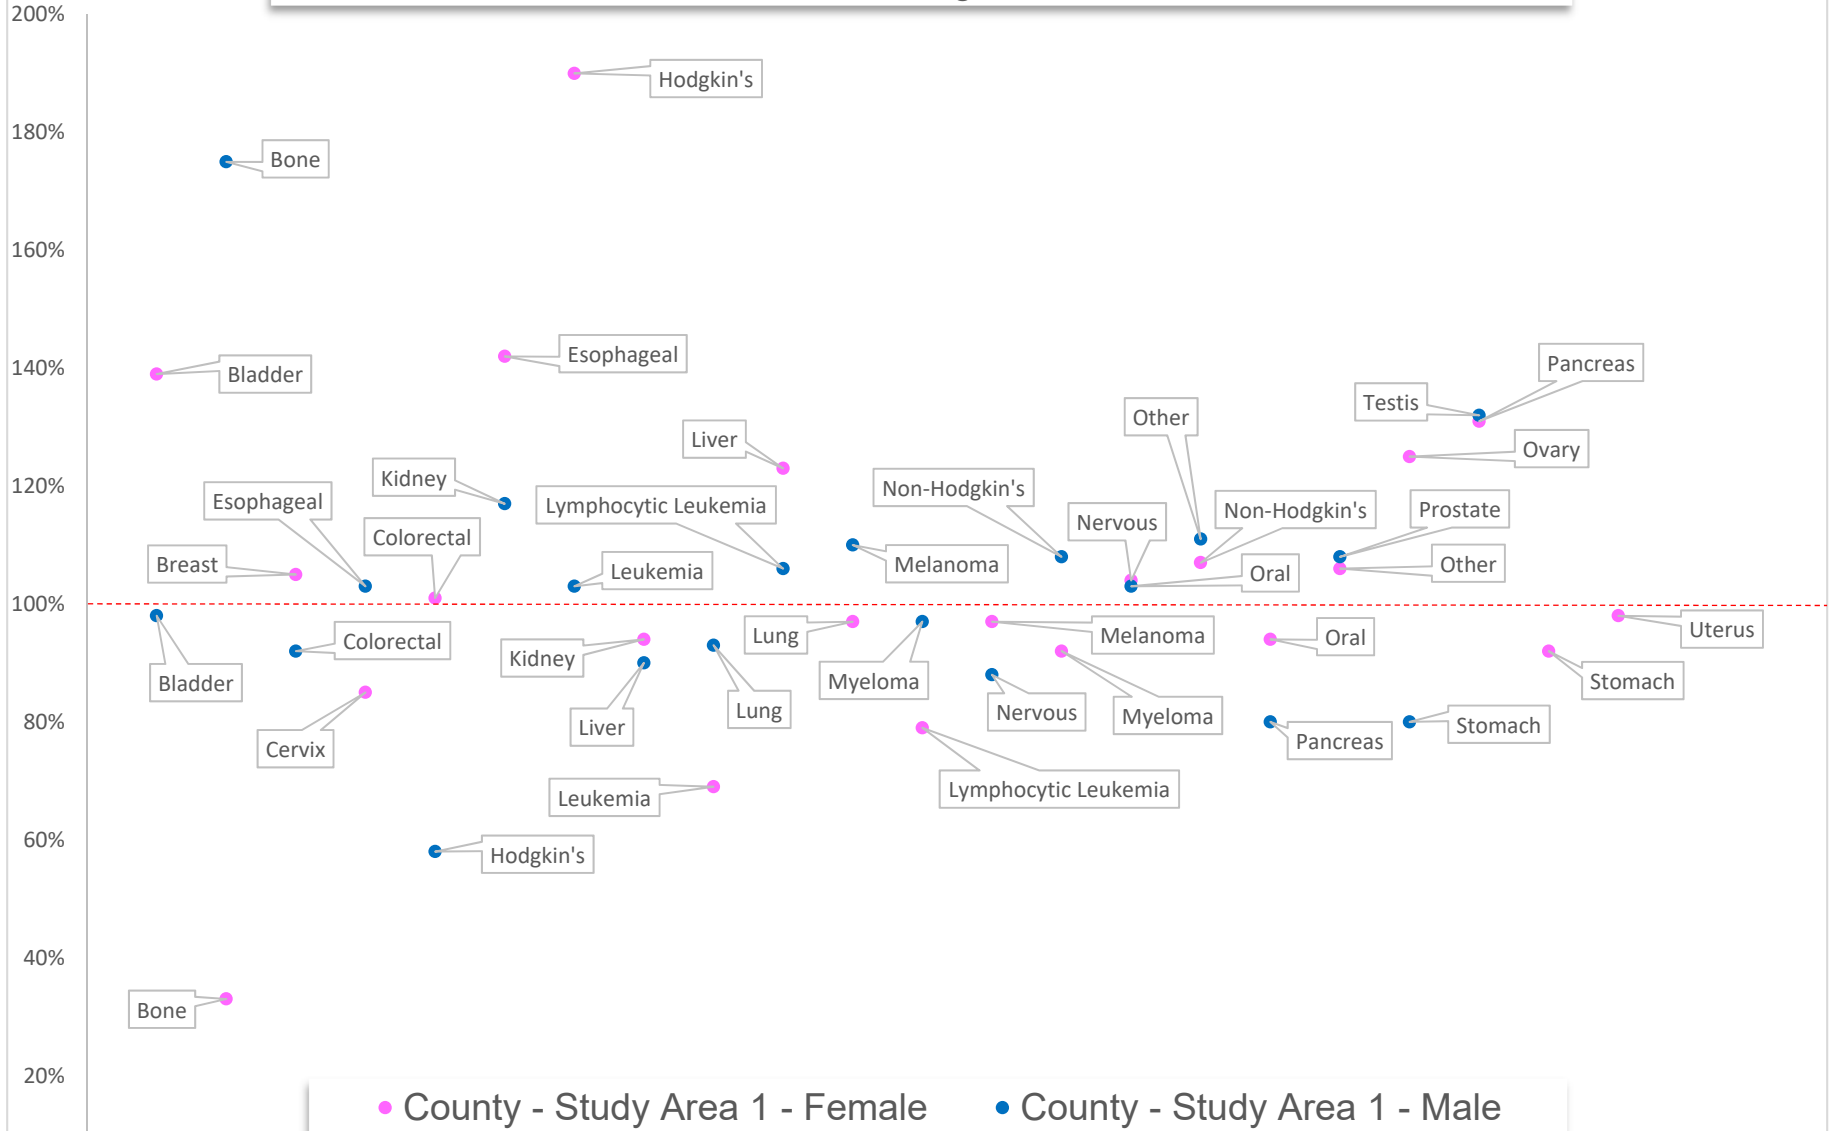 200%
180%
160%
140%
120%
100%
80%
60%
40%
20%
Hodgkin's
Bone
Bladder
Esophageal
Pancreas
Testis
Other
Liver
Ovary
Kidney
Non-Hodgkin's
Esophageal
Lymphocytic Leukemia
Non-Hodgkin's
Prostate
Nervous
Colorectal
Breast
Leukemia
Melanoma
Other
Oral
Uterus
Melanoma
Lung
Oral
Colorectal
Kidney
Bladder
Myeloma
Stomach
Lung
Nervous
Myeloma
Liver
Stomach
Pancreas
Cervix
Lymphocytic Leukemia
Leukemia
Hodgkin's
Bone
County - Study Area 1 - Female
County - Study Area 1 - Male